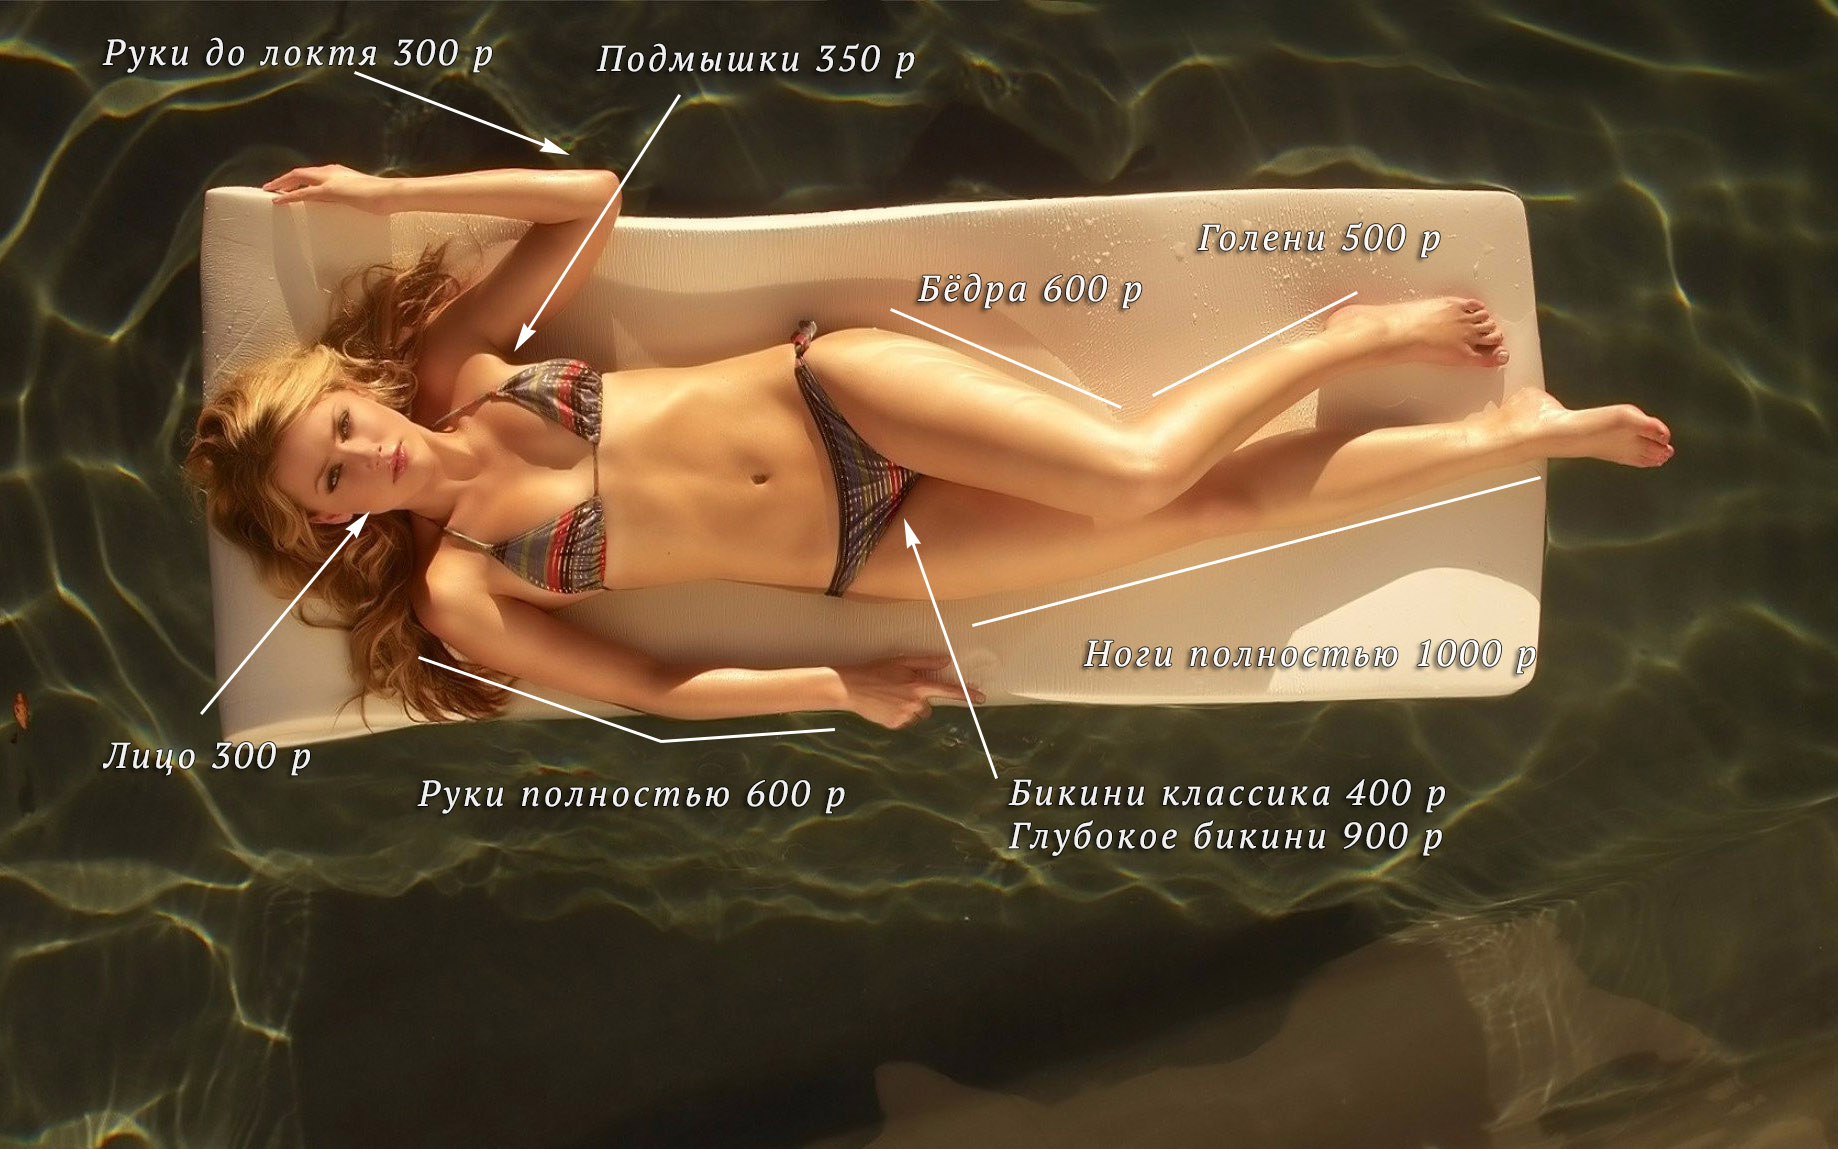 Руки до локтя 300 р
Подмышки 350 р
Голени 500 р
Бёдра 600 р
Ноги полностью 1000 р
Лицо 300 р
Руки полностью 600 р
Бикини классика 400 р
Глубокое бикини 900 р